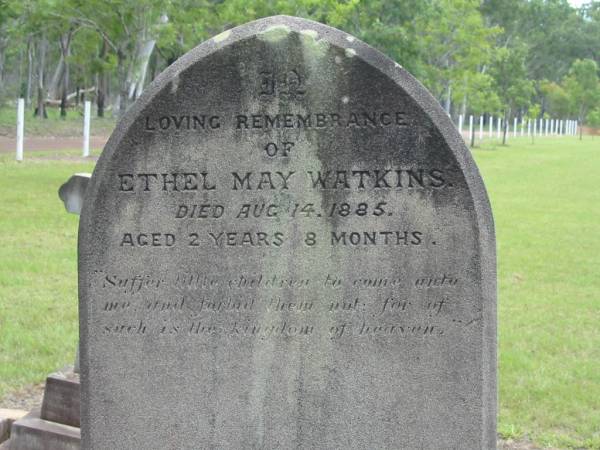 IN
LOVING REMEMBRANCE
OF
ETHEL MAY WATKINS.
DIED AUG 14. 1885.
AGED 2 YEARS 8 MONTHS.
"Suffer little children to come unto
me and forbid them not; for of
such is the kingdom of heaven."